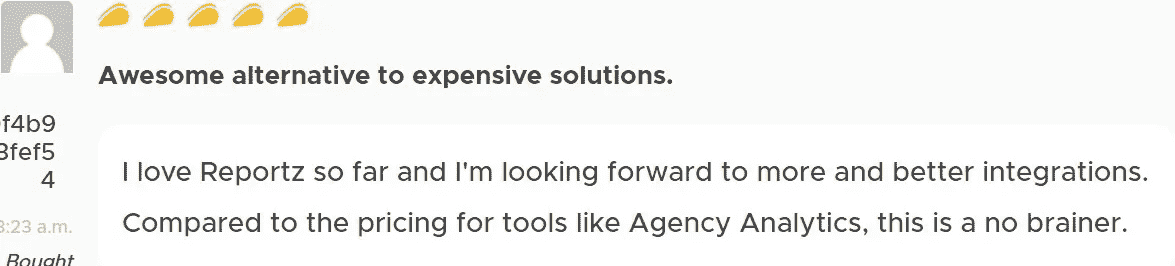 Awesome alternative to expensive solutions.
f4b9
3fef5
4
3:23 a.m.
Bought
I love Reportz so far and I'm looking forward to more and better integrations.
Compared to the pricing for tools like Agency Analytics, this is a no brainer.